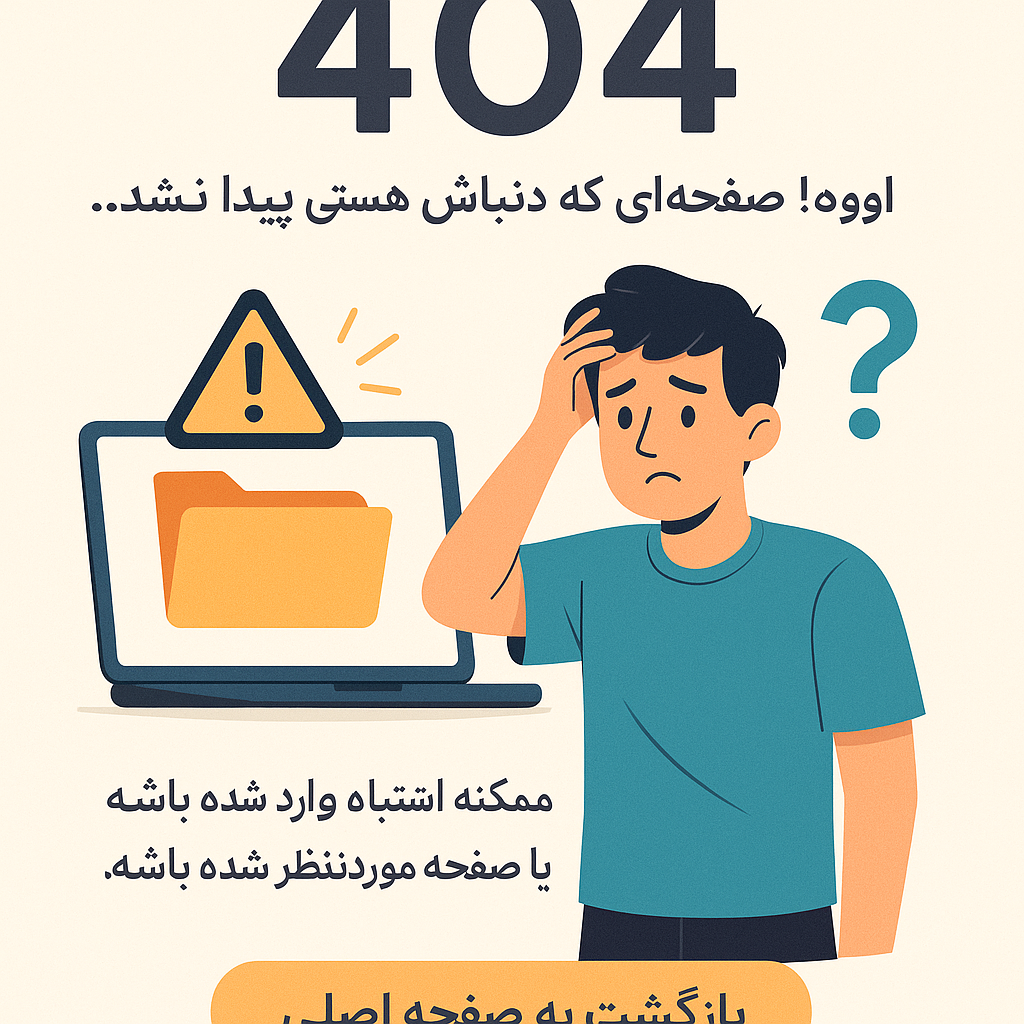 404
اووه! صفحه‌ای که دنباش هستی پیدا نشد..
ممکنه اشتباه وارد شده باشه
یا صفحه موردننظر شده باشه.
بازگشت به صفحه اصلی